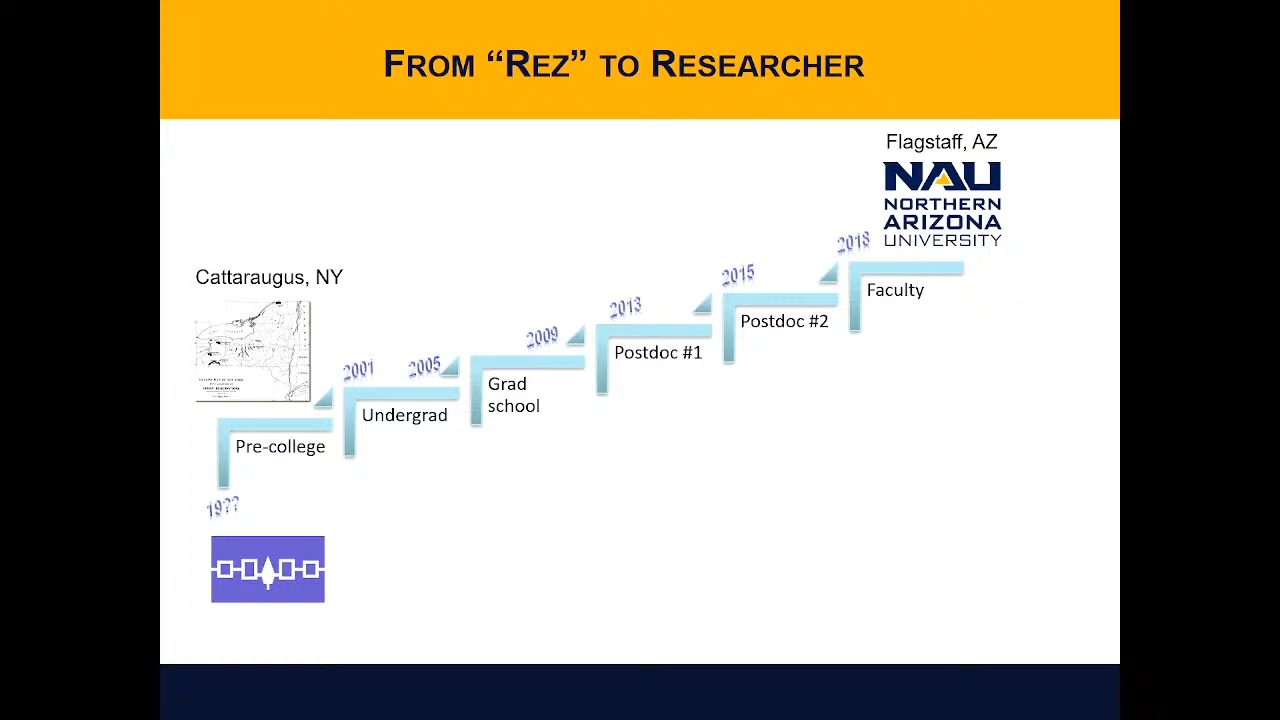 FROM “REZ” TO RESEARCHER
Flagstaff, AZ
NAU
NORTHERN
ARIZONA
UNIVERSITY
2018
Faculty
2015
Postdoc #2
2013
Postdoc #1
2009
Grad
school
2005
2001
Undergrad
Cattaraugus, NY
Pre-college
19??